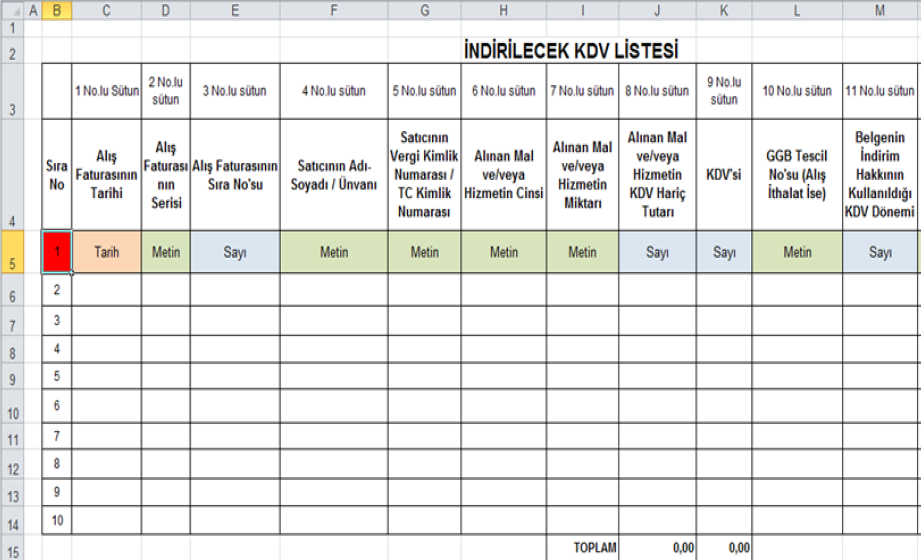 A B C D E F G H I J K L M
1
2 İNDİRİLECEK KDV LİSTESİ
3 1 No.lu Sütun 2 No.lu sütun 3 No.lu sütun 4 No.lu sütun 5 No.lu sütun 6 No.lu sütun 7 No.lu sütun 8 No.lu sütun 9 No.lu sütun 10 No.lu sütun 11 No.lu sütun
4 Sıra No Alış Faturasının Tarihi Alış Faturası nın Serisi Alış Faturasının Sıra No'su Satıcının Adı- Soyadı / Ünvanı Satıcının Vergi Kimlik Numarası / TC Kimlik Numarası Alınan Mal ve/veya Hizmetin Cinsi Alınan Mal ve/veya Hizmetin Miktarı Alınan Mal ve/veya Hizmetin KDV Hariç Tutarı KDV'si GGB Tescil No'su (Alış İthalat İse) Belgenin İndirim Hakkının Kullanıldığı KDV Dönemi
5 1 Tarih Metin Sayı Metin Metin Metin Metin Sayı Sayı Metin Sayı
6 2
7 3
8 4
9 5
10 6
11 7
12 8
13 9
14 10
15 TOPLAM 0,00 0,00